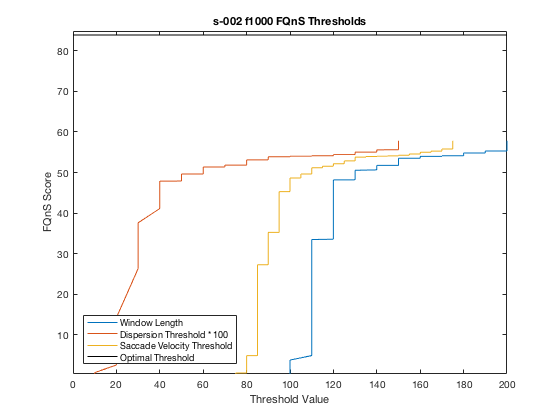 s-002 f1000 FQnS Thresholds
80
70
60
50
40
30
20
10
FQnS Score
Window Length
Dispersion Threshold * 100
Saccade Velocity Threshold
Optimal Threshold
0 20 40 60 80 100 120 140 160 180 200
Threshold Value